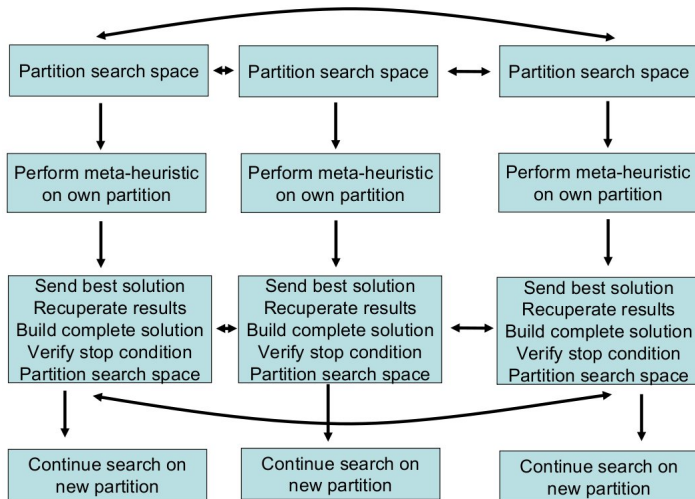 Partition search space
Partition search space
Partition search space
Perform meta-heuristic
on own partition
Perform meta-heuristic
on own partition
Perform meta-heuristic
on own partition
Send best solution
Recuperate results
Build complete solution
Verify stop condition
Partition search space
Send best solution
Recuperate results
Build complete solution
Verify stop condition
Partition search space
Send best solution
Recuperate results
Build complete solution
Verify stop condition
Partition search space
Continue search on
new partition
Continue search on
new partition
Continue search on
new partition